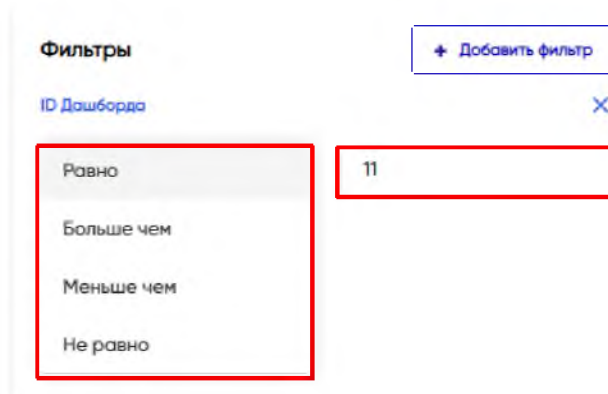 Фильтры
+ Добавить фильтр
ID Дашборда
Равно
11
Больше чем
Меньше чем
Не равно